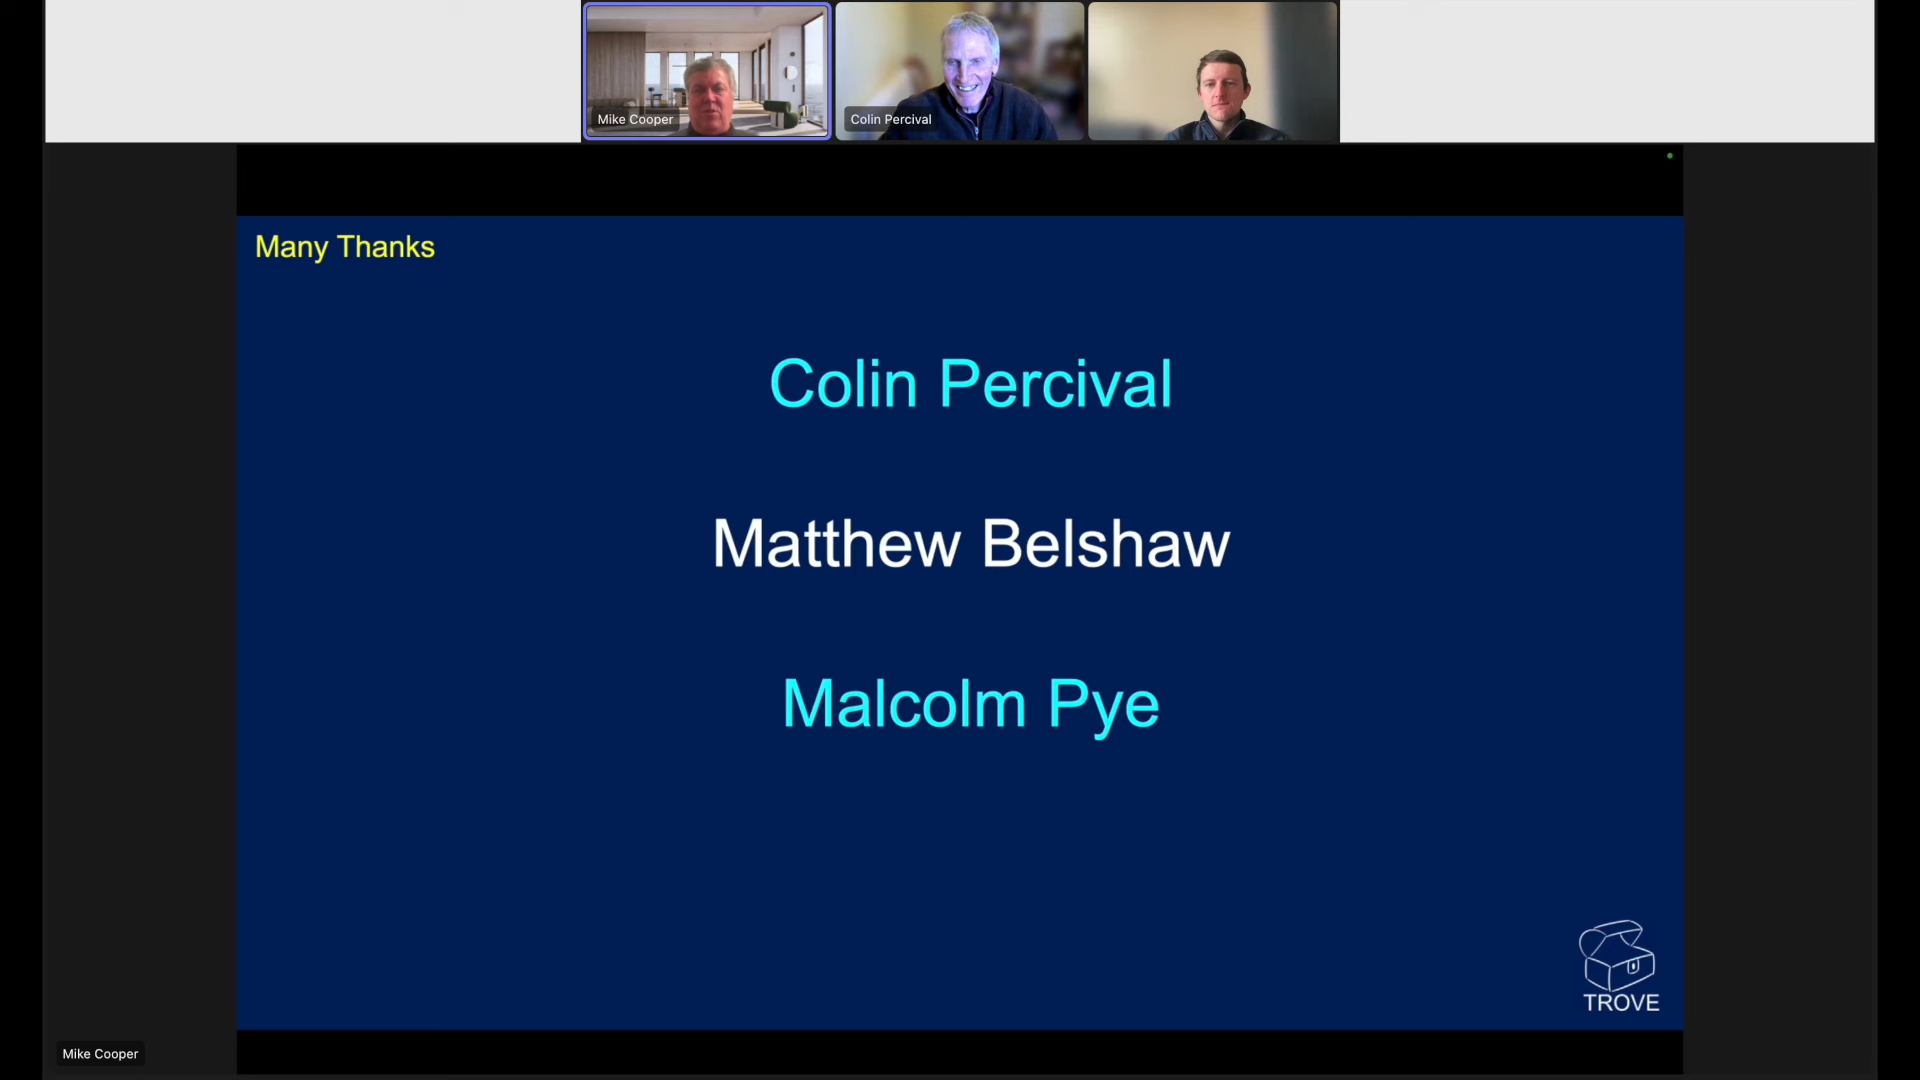 Mike Cooper
Colin Percival
Many Thanks
Colin Percival
Matthew Belshaw
Malcolm Pye
TROVE
Mike Cooper